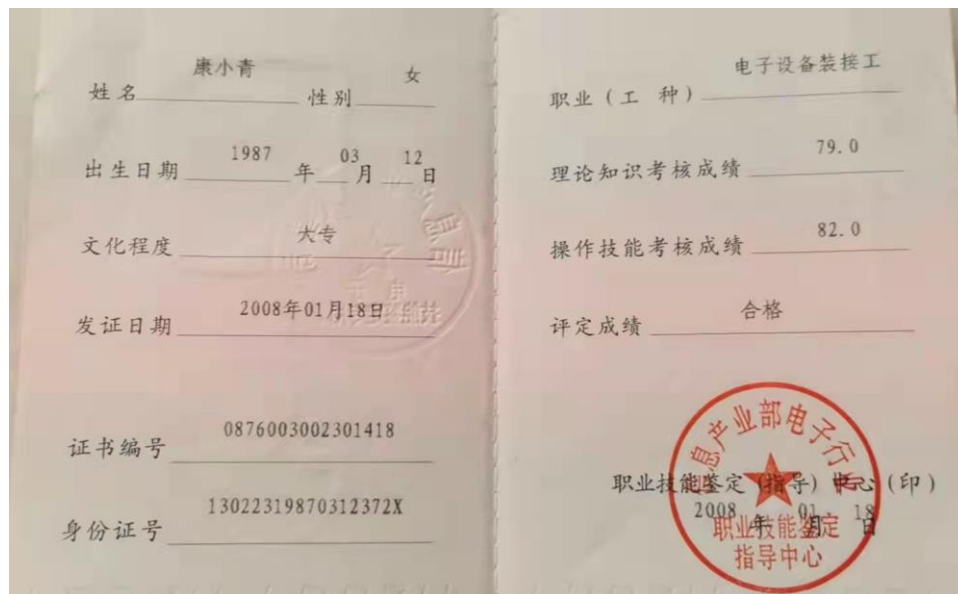 姓名 康小青 性别 女
出生日期 1987 年 03 月 12 日
文化程度 大专
发证日期 2008年01月18日
证书编号 0876003002301418
身份证号 13022319870312372X
职业（工 种） 电子设备装接工
理论知识考核成绩 79.0
操作技能考核成绩 82.0
评定成绩 合格
职业技能鉴定（指导）中心（印）
2008 年 01 月 18 日
息产业部电子行
职业技能鉴定
指导中心